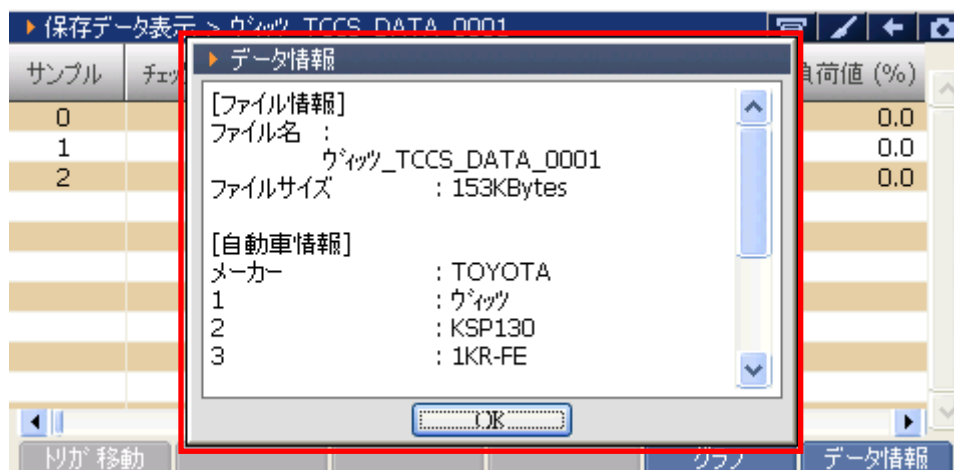 保存データ表示 > ヴィッツ_TCCS_DATA_0001
サンプル
チェッ
負荷値 (%)
0
0.0
1
0.0
2
0.0
データ情報
[ファイル情報]
ファイル名 :
ヴィッツ_TCCS_DATA_0001
ファイルサイズ : 153KBytes
[自動車情報]
メーカー : TOYOTA
1 : ヴィッツ
2 : KSP130
3 : 1KR-FE
OK
トリガ移動
グラフ
データ情報